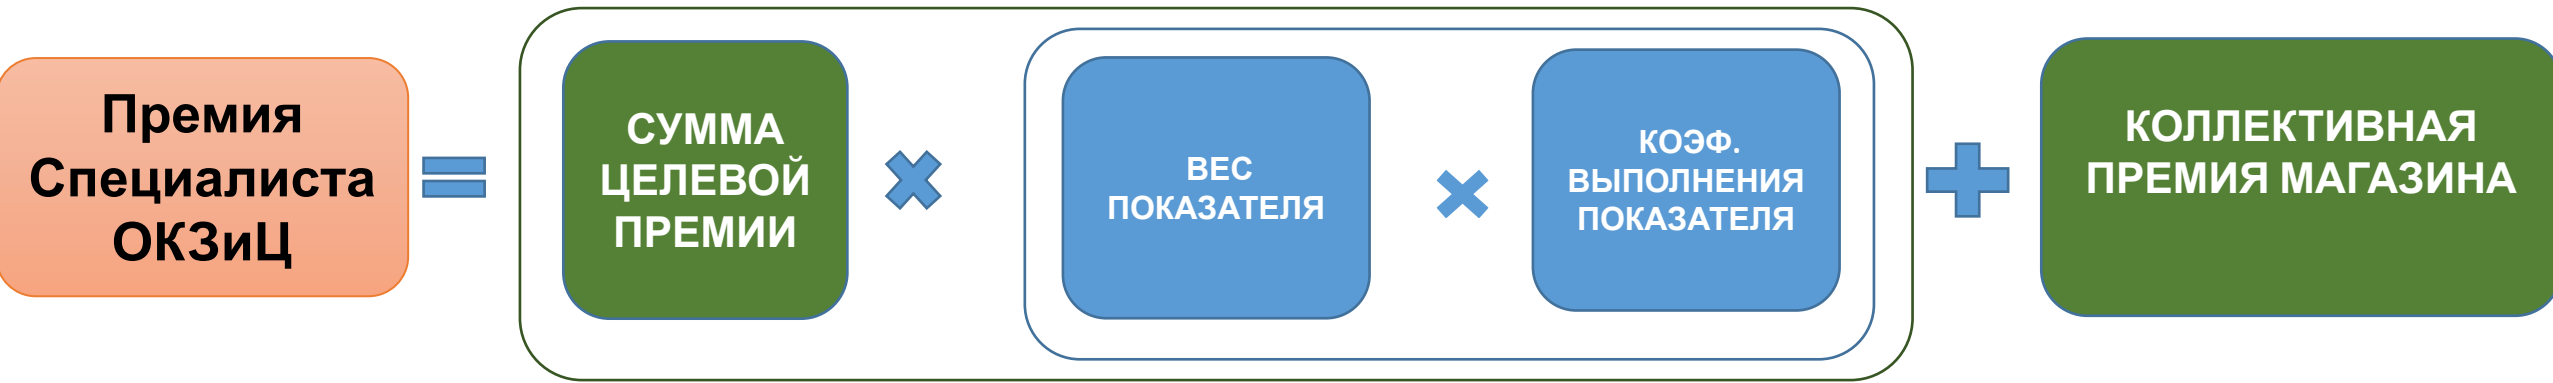 Премия
Специалиста
ОКЗиЦ
СУММА
ЦЕЛЕВОЙ
ПРЕМИИ
ВЕС
ПОКАЗАТЕЛЯ
КОЭФ.
ВЫПОЛНЕНИЯ
ПОКАЗАТЕЛЯ
КОЛЛЕКТИВНАЯ
ПРЕМИЯ МАГАЗИНА